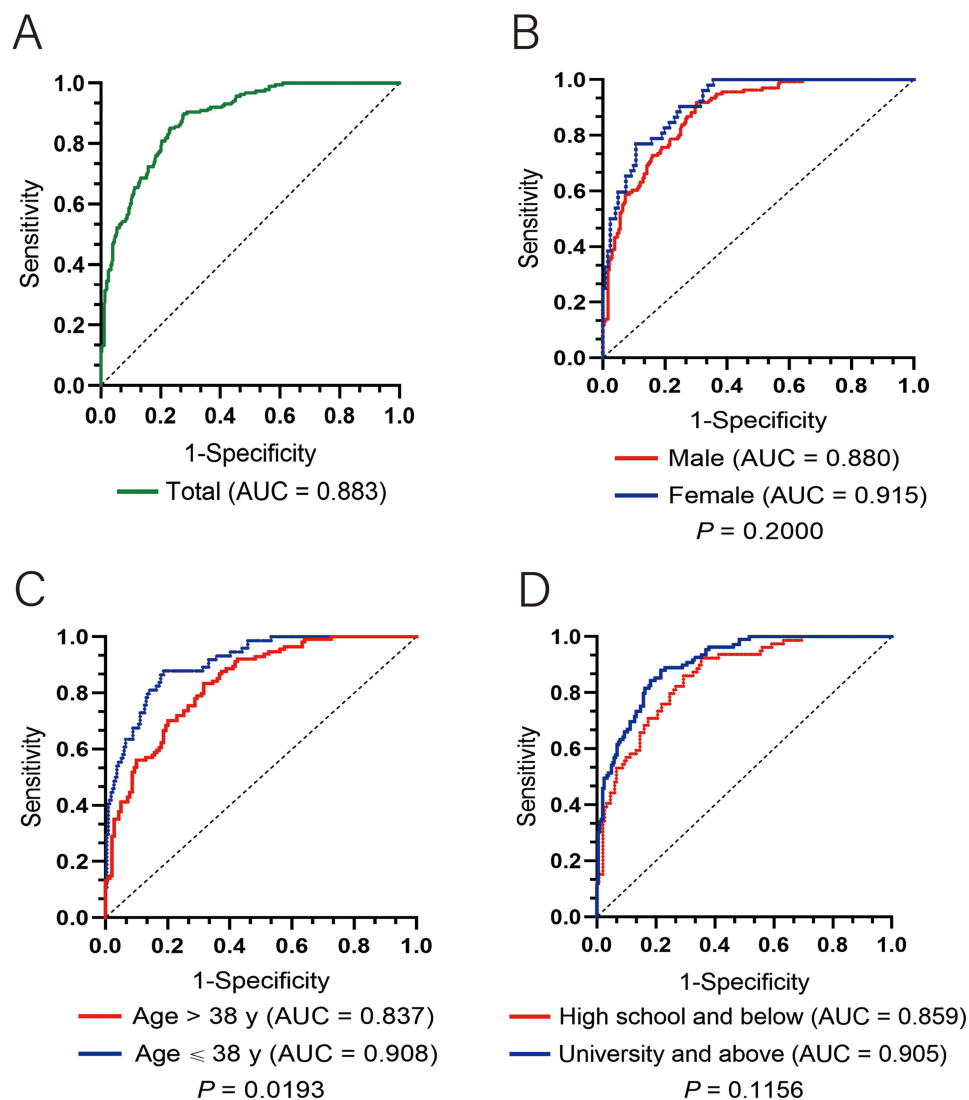 A
1.0
0.8
0.6
0.4
0.2
0.0
Sensitivity
0.0 0.2 0.4 0.6 0.8 1.0
1-Specificity
Total (AUC = 0.883)
B
1.0
0.8
0.6
0.4
0.2
0.0
Sensitivity
0.0 0.2 0.4 0.6 0.8 1.0
1-Specificity
Male (AUC = 0.880)
Female (AUC = 0.915)
P = 0.2000
C
1.0
0.8
0.6
0.4
0.2
0.0
Sensitivity
0.0 0.2 0.4 0.6 0.8 1.0
1-Specificity
Age > 38 y (AUC = 0.837)
Age ⩽ 38 y (AUC = 0.908)
P = 0.0193
D
1.0
0.8
0.6
0.4
0.2
0.0
Sensitivity
0.0 0.2 0.4 0.6 0.8 1.0
1-Specificity
High school and below (AUC = 0.859)
University and above (AUC = 0.905)
P = 0.1156